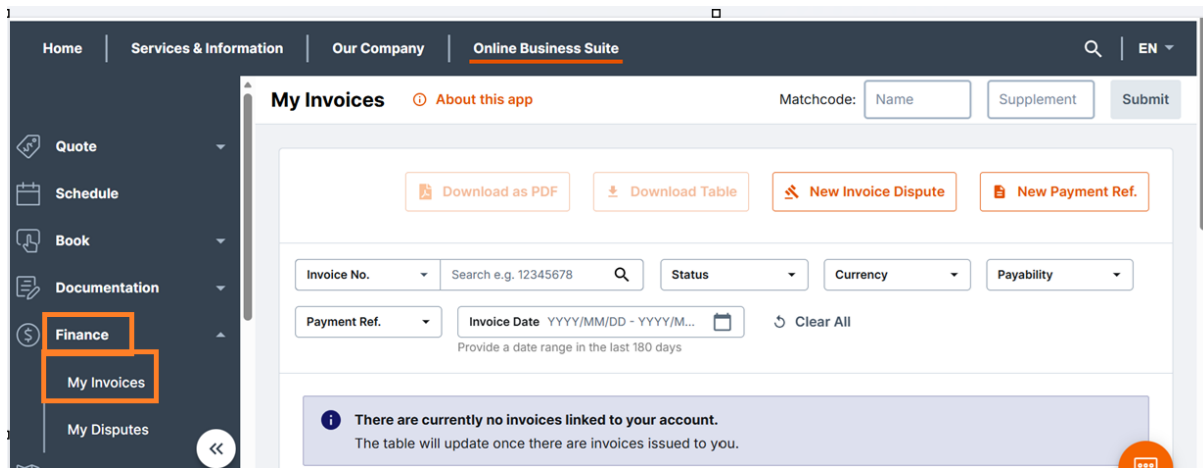 Home Services & Information Our Company Online Business Suite EN
My Invoices About this app Matchcode: Name Supplement Submit
Quote
Schedule
Book
Documentation
Finance
My Invoices
My Disputes
Download as PDF Download Table New Invoice Dispute New Payment Ref.
Invoice No. Search e.g. 12345678 Status Currency Payability
Payment Ref. Invoice Date YYYY/MM/DD - YYYY/M... Clear All
Provide a date range in the last 180 days
There are currently no invoices linked to your account.
The table will update once there are invoices issued to you.